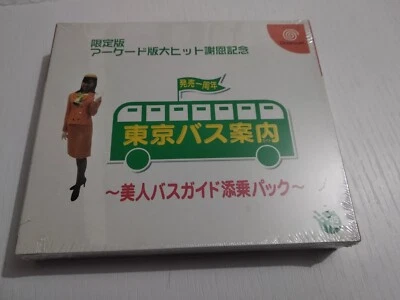 限定版
アーケード版大ヒット謝恩記念
発売一周年
東京バス案内
～美人バスガイド添乗パック～